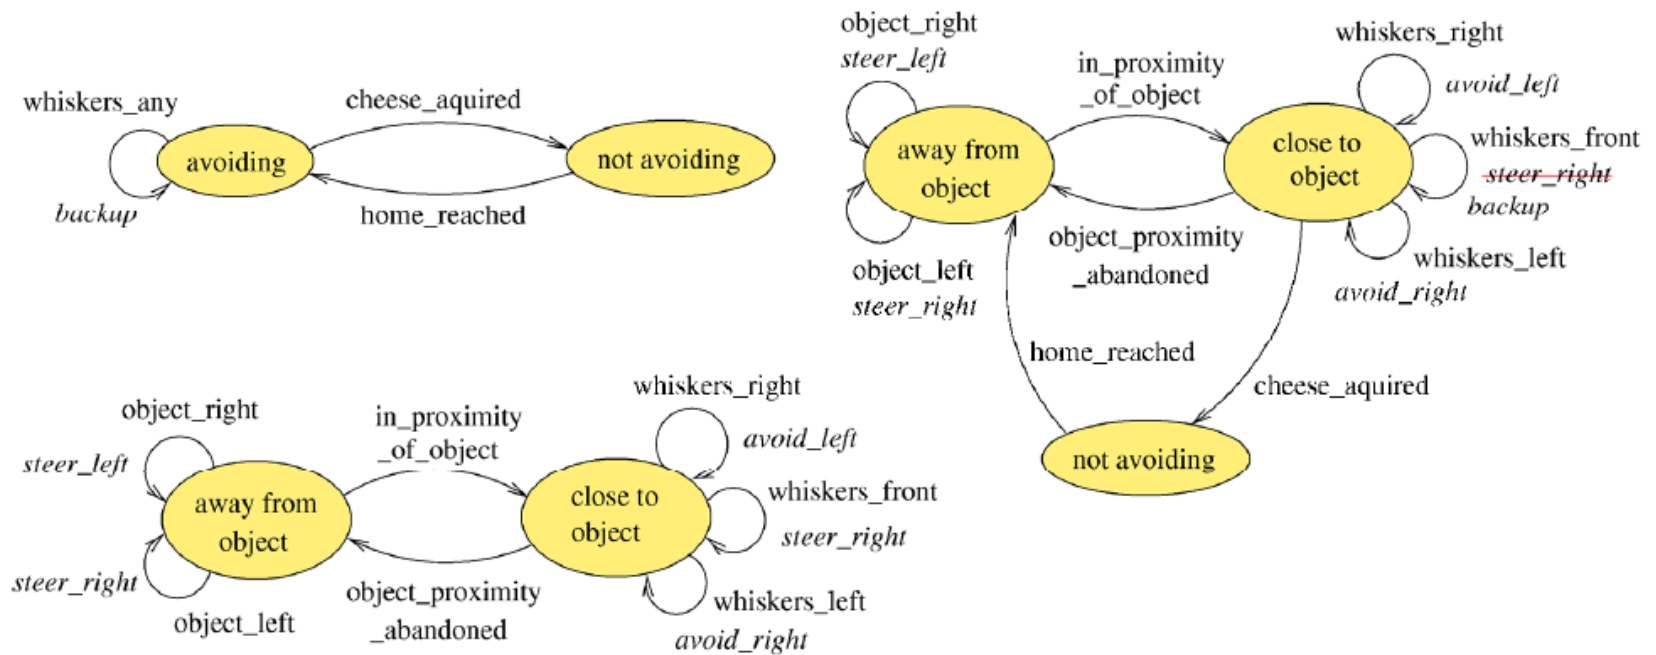 whiskers_any
avoiding
backup
cheese_aquired
home_reached
not avoiding
object_right
steer_left
away from
object
object_left
steer_right
in_proximity
_of_object
object_proximity
_abandoned
close to
object
whiskers_right
avoid_left
whiskers_front
steer_right
backup
whiskers_left
avoid_right
home_reached
cheese_aquired
not avoiding
object_right
steer_left
away from
object
steer_right
object_left
in_proximity
_of_object
object_proximity
_abandoned
close to
object
whiskers_right
avoid_left
whiskers_front
steer_right
whiskers_left
avoid_right